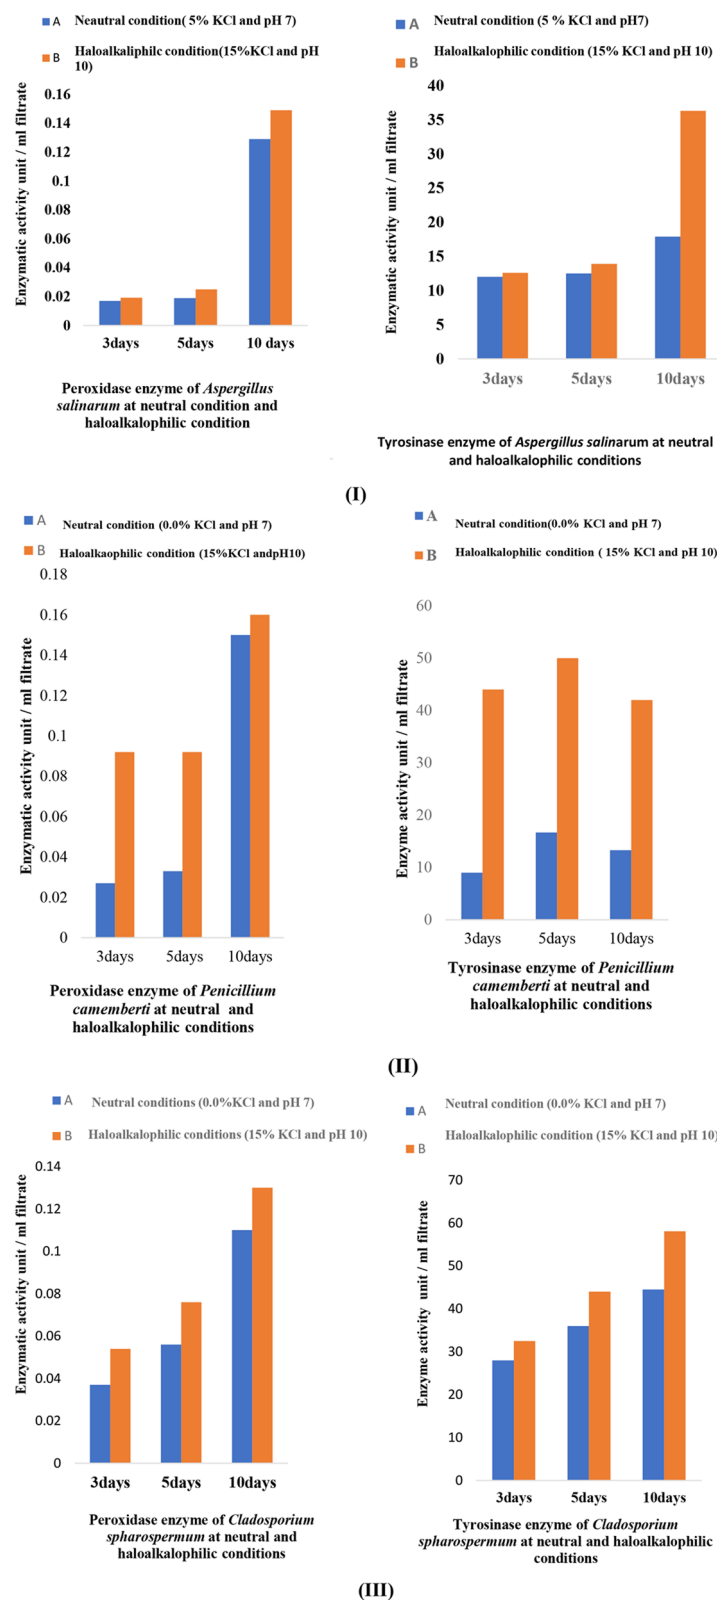 A Neautral condition( 5% KCl and pH 7)
B Haloalkaliphilc condition(15%KCl and pH
10)
Enzymatic activity unit / ml filtrate
0.16
0.14
0.12
0.1
0.08
0.06
0.04
0.02
0
3days 5days 10 days
Peroxidase enzyme of Aspergillus
salinarum at neutral condition and
haloalkalophilic condition
A Neutral condition (5 % KCl and pH7)
B Haloalkalophilic condition (15% KCl and pH 10)
Enzymatic activity unit / ml filtrate
40
35
30
25
20
15
10
5
0
3days 5days 10days
Tyrosinase enzyme of Aspergillus salinarum at neutral
and haloalkalophilic conditions
(I)
A Neutral condition (0.0% KCl and pH 7)
B Haloalkaophilic condition (15%KCl andpH10)
Enzymatic activity unit / ml filtrate
0.18
0.16
0.14
0.12
0.1
0.08
0.06
0.04
0.02
0
3days 5days 10days
Peroxidase enzyme of Penicillium
camemberti at neutral and
haloalkalophilic conditions
A Neutral condition(0.0% KCl and pH 7)
B Haloalkalophilic condition ( 15% KCl and pH 10)
Enzyme activity unit / ml filtrate
60
50
40
30
20
10
0
3days 5days 10days
Tyrosinase enzyme of Penicillium
camemberti at neutral and
haloalkalophilic conditions
(II)
A Neutral conditions (0.0%KCl and pH 7)
B Haloalkalophilic conditions (15% KCl and pH 10)
Enzymatic activity unit / ml filtrate
0.14
0.12
0.1
0.08
0.06
0.04
0.02
0
3days 5days 10days
Peroxidase enzyme of Cladosporium
spharospermum at neutral and
haloalkalophilic conditions
A Neutral condition (0.0% KCl and pH 7)
B Haloalkalophilic condition (15% KCl and pH 10)
Enzyme activity unit / ml filtrate
70
60
50
40
30
20
10
0
3days 5days 10days
Tyrosinase enzyme of Cladosporium
spharospermum at neutral and haloalkalophilic
conditions
(III)